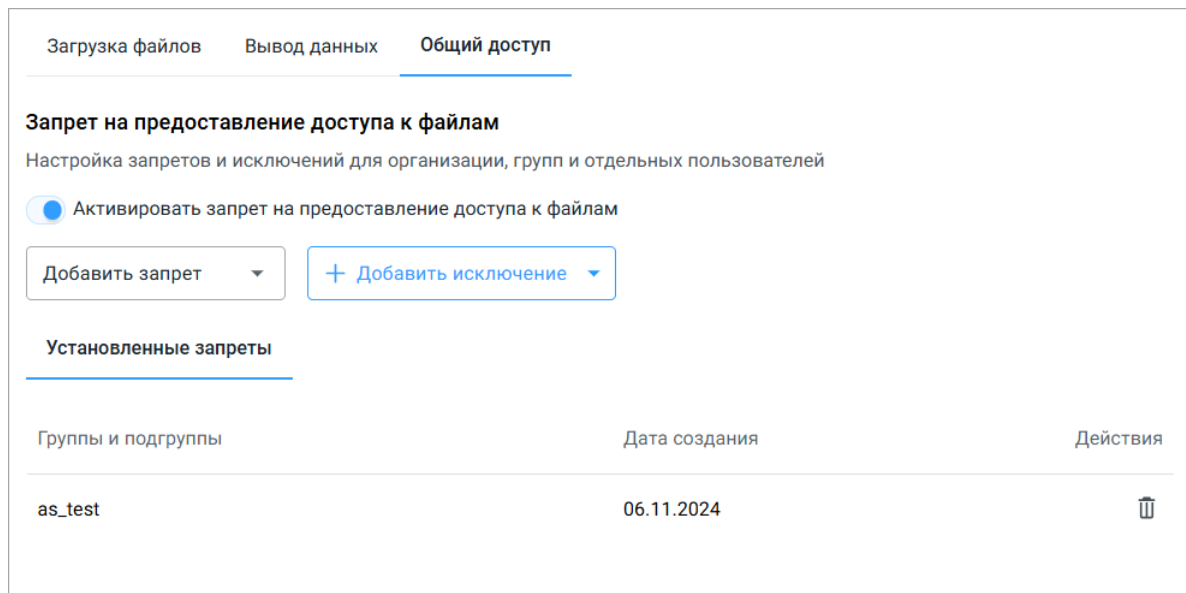 Загрузка файлов Вывод данных Общий доступ
Запрет на предоставление доступа к файлам
Настройка запретов и исключений для организации, групп и отдельных пользователей
Активировать запрет на предоставление доступа к файлам
Добавить запрет + Добавить исключение
Установленные запреты
Группы и подгруппы Дата создания Действия
as_test 06.11.2024